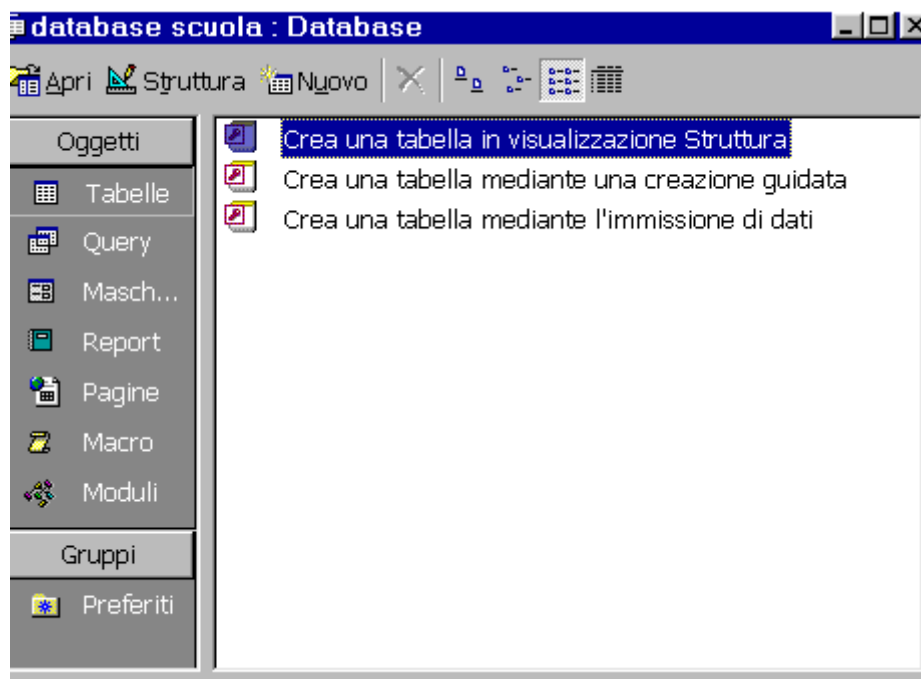 database scuola : Database
Apri Struttura Nuovo
Oggetti
Tabelle
Query
Masch...
Report
Pagine
Macro
Moduli
Gruppi
Preferiti
Crea una tabella in visualizzazione Struttura
Crea una tabella mediante una creazione guidata
Crea una tabella mediante l'immissione di dati